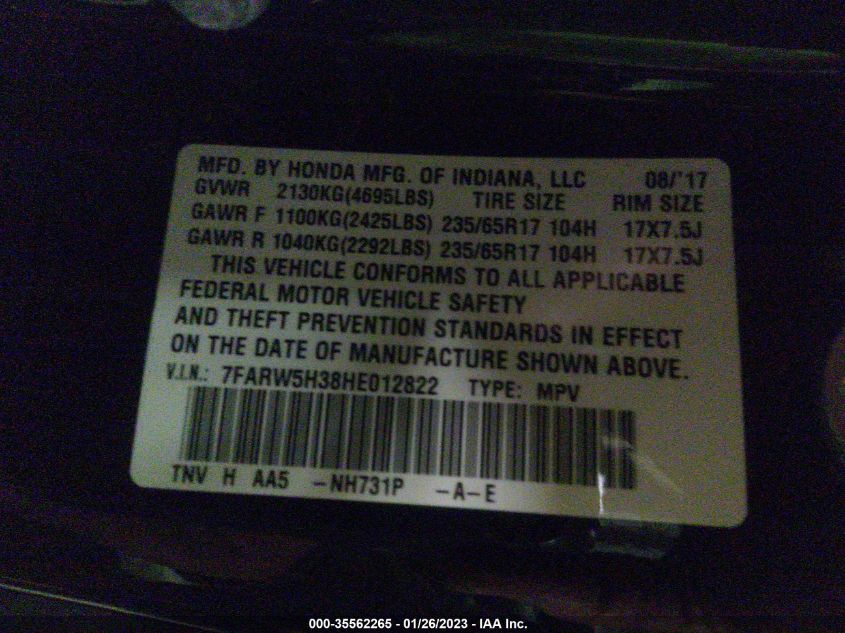 MFD. BY HONDA MFG. OF INDIANA, LLC 08/'17
GVWR 2130KG(4695LBS) TIRE SIZE RIM SIZE
GAWR F 1100KG(2425LBS) 235/65R17 104H 17X7.5J
GAWR R 1040KG(2292LBS) 235/65R17 104H 17X7.5J
THIS VEHICLE CONFORMS TO ALL APPLICABLE
FEDERAL MOTOR VEHICLE SAFETY
AND THEFT PREVENTION STANDARDS IN EFFECT
ON THE DATE OF MANUFACTURE SHOWN ABOVE.
V.I.N.: 7FARW5H38HE012822 TYPE: MPV
TNV H AA5 -NH731P -A-E
000-35562265 - 01/26/2023 - IAA Inc.